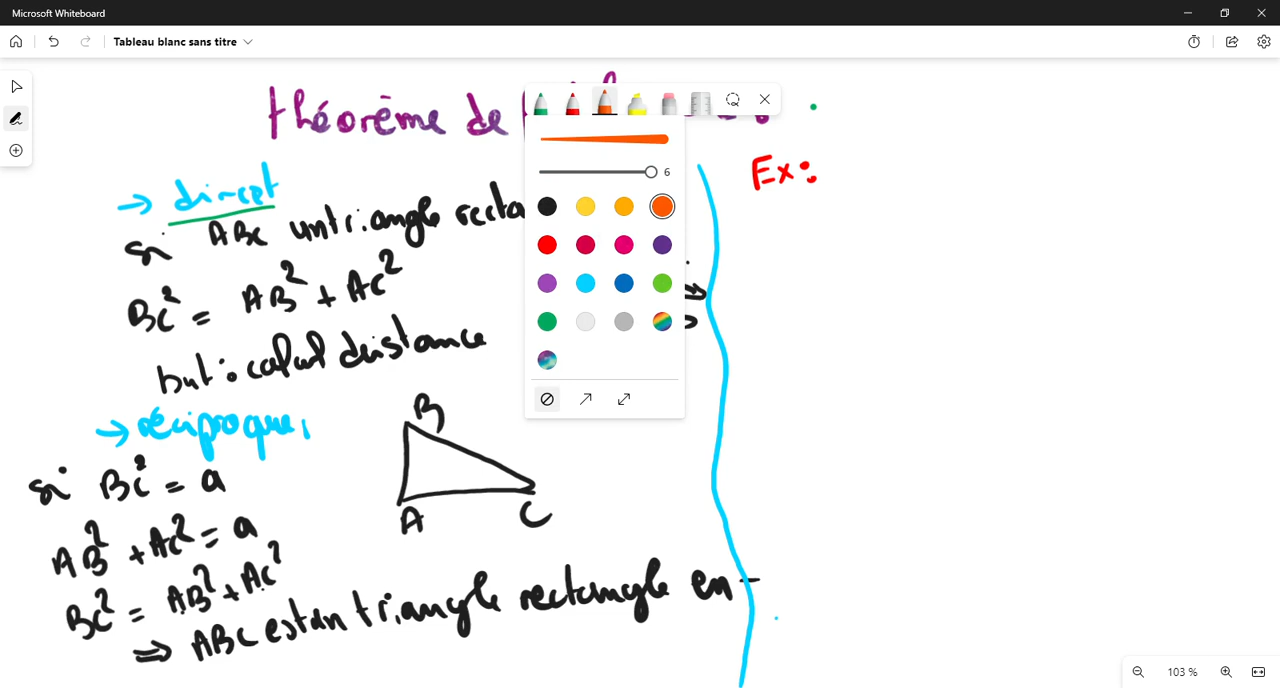 Microsoft Whiteboard
Tableau blanc sans titre
théorème de
Ex:
→ direct
si ABC un triangle recta
BC² = AB² + AC²
but : calcul distance
→ réciproque,
B
si BC² = a
A
C
AB² + AC² = a
BC² = AB² + AC²
⇒ ABC est un triangle rectangle en
6
103 %